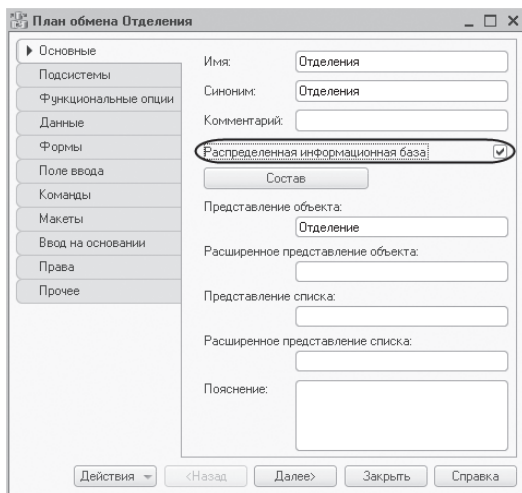 План обмена Отделения
Основные
Подсистемы
Функциональные опции
Данные
Формы
Поле ввода
Команды
Макеты
Ввод на основании
Права
Прочее
Имя: Отделения
Синоним: Отделения
Комментарий:
Распределенная информационная база:
Состав
Представление объекта:
Отделение
Расширенное представление объекта:
Представление списка:
Расширенное представление списка:
Пояснение:
Действия <Назад Далее> Закрыть Справка